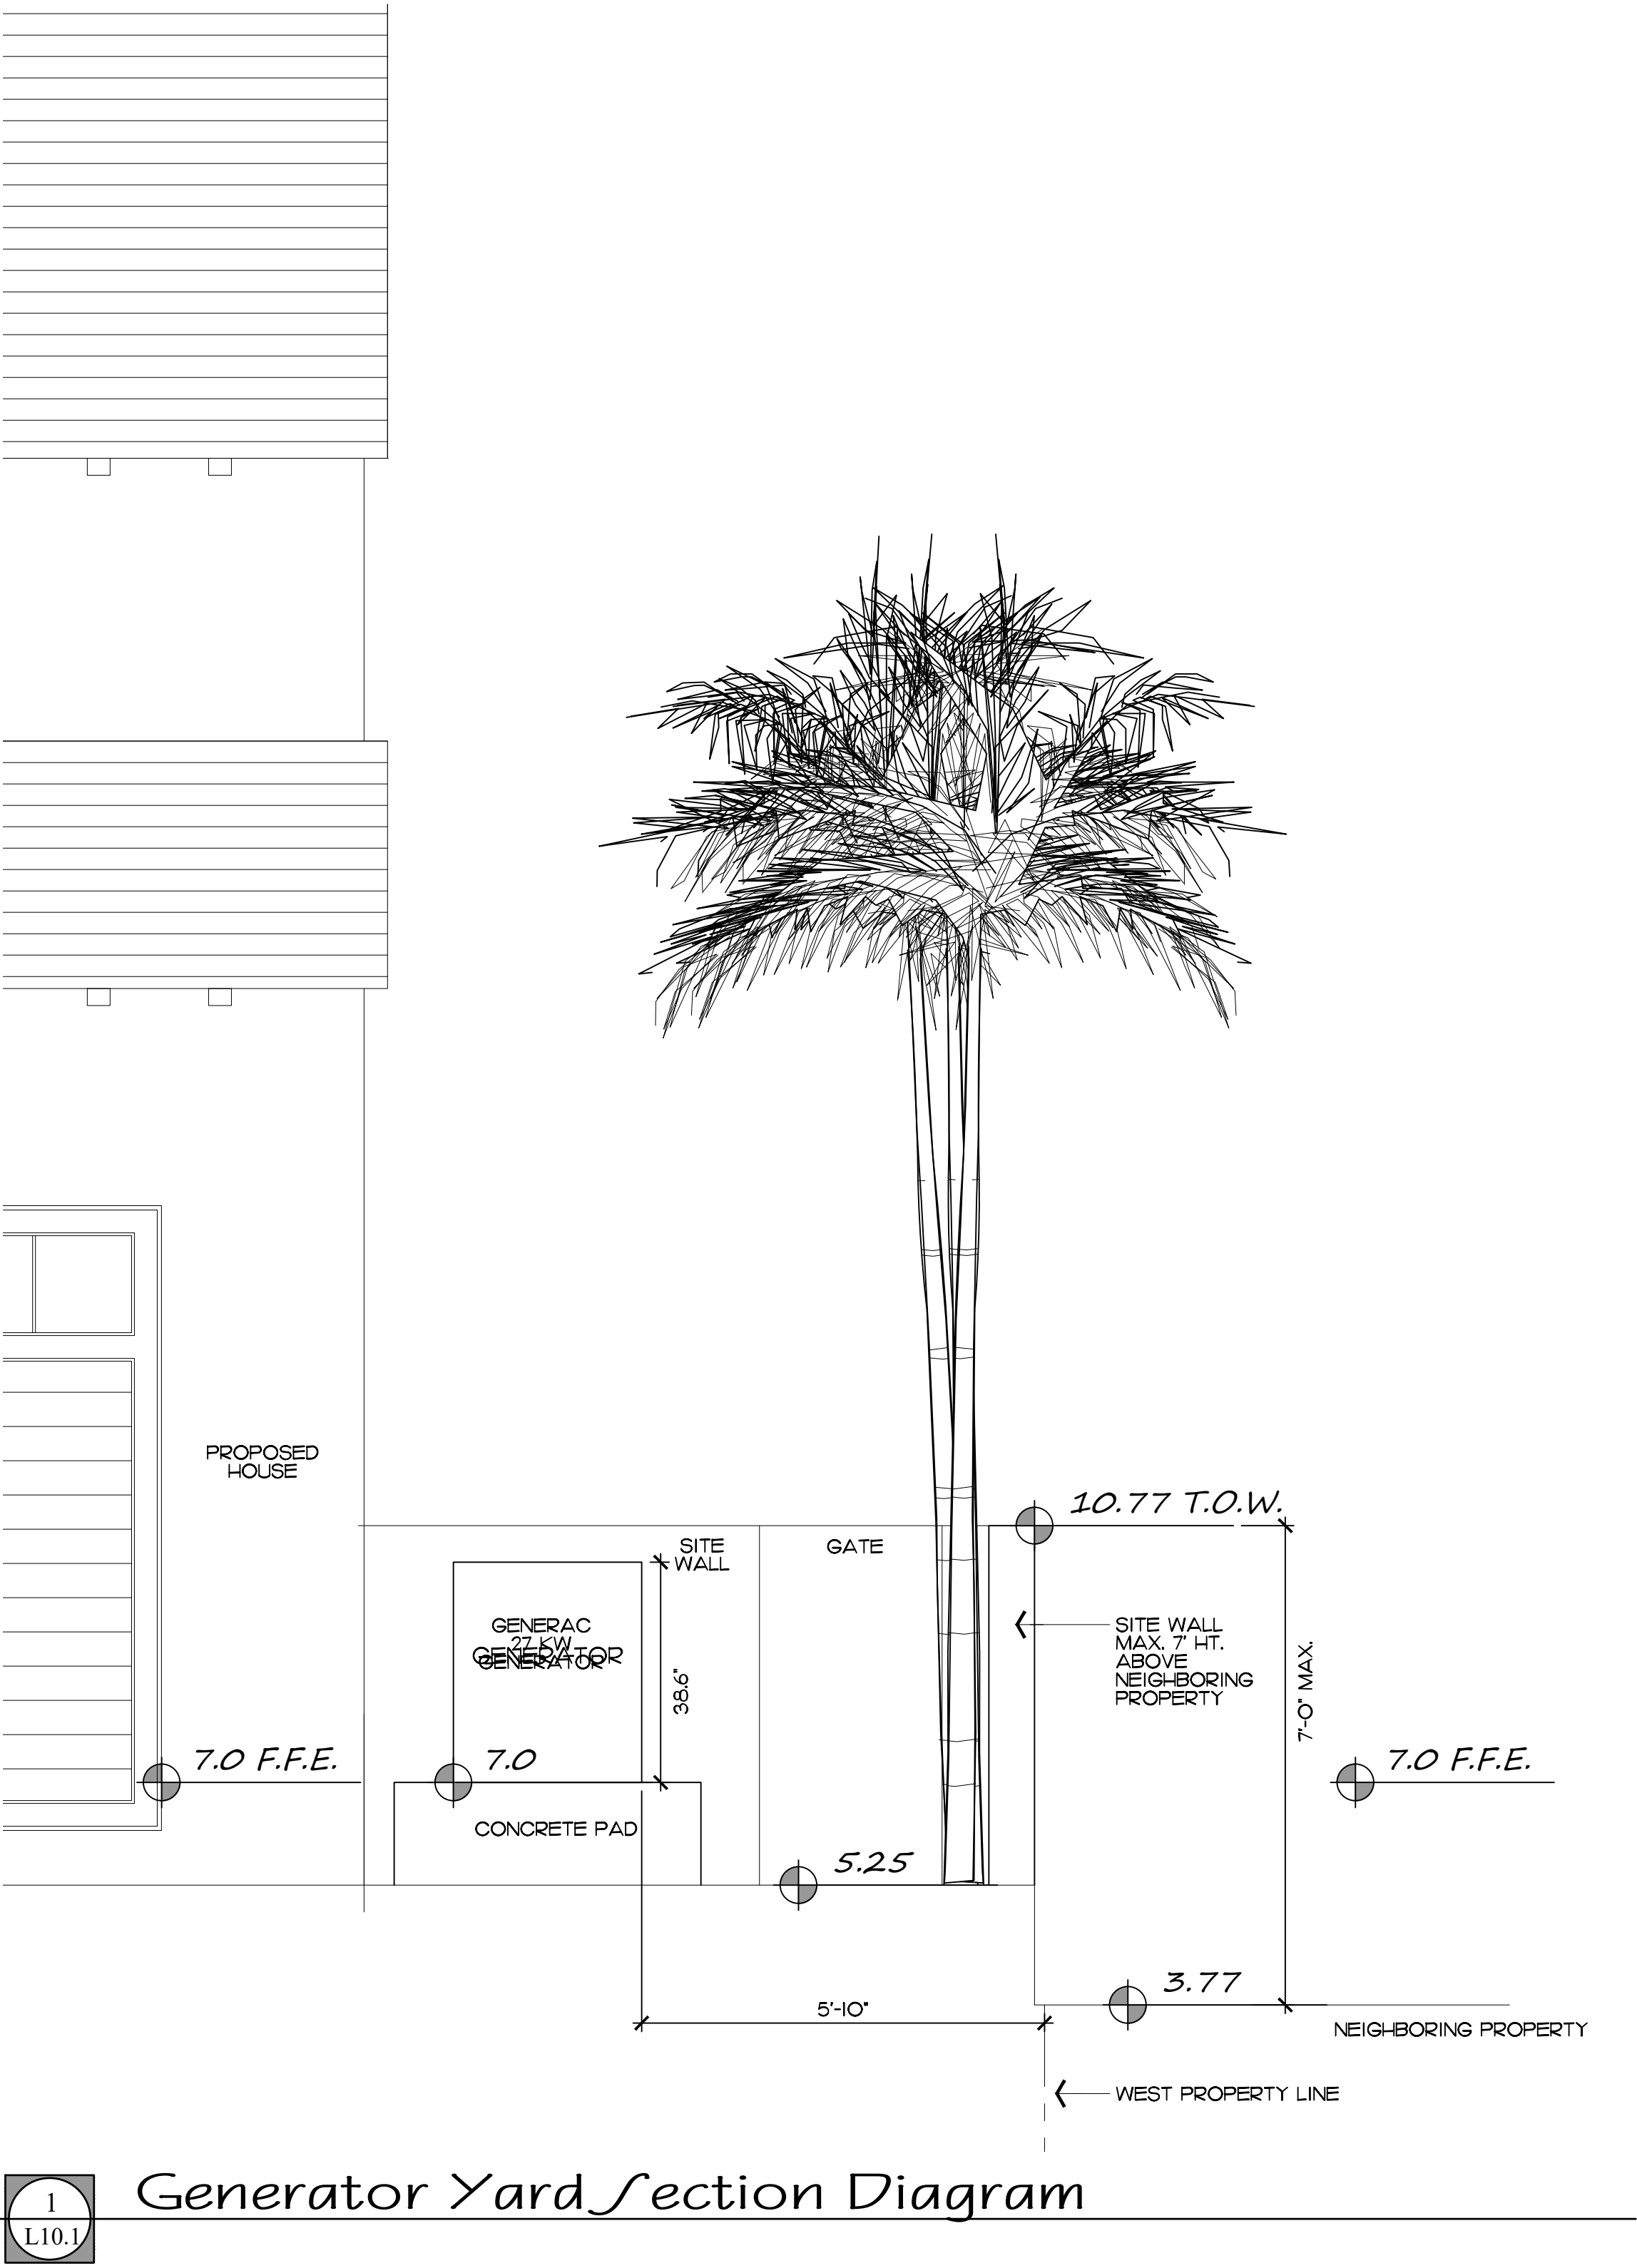 PROPOSED
HOUSE
10.77 T.O.W.
SITE
WALL
GATE
GENERAC
27 KW
GENERATOR
GENERATOR
38.6"
SITE WALL
MAX. 7' HT.
ABOVE
NEIGHBORING
PROPERTY
7'-0" MAX.
7.0 F.F.E.
7.0
7.0 F.F.E.
CONCRETE PAD
5.25
3.77
5'-10"
NEIGHBORING PROPERTY
WEST PROPERTY LINE
1
L10.1
Generator Yard Section Diagram